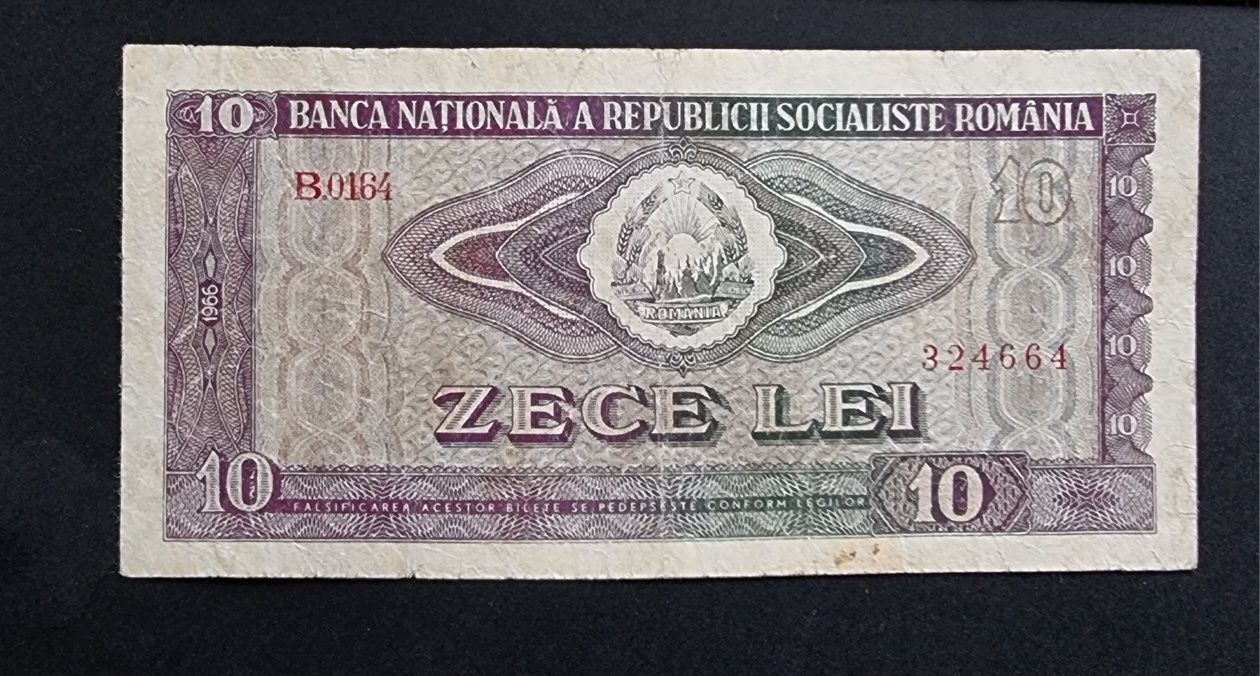 10 BANCA NAȚIONALĂ A REPUBLICII SOCIALISTE ROMÂNIA
B.0164
10
10
1966
10
ROMANIA
10
324664
ZECE LEI
10
10
10
FALSIFICAREA ACESTOR BILETE SE PEDEPSEȘTE CONFORM LEGILOR